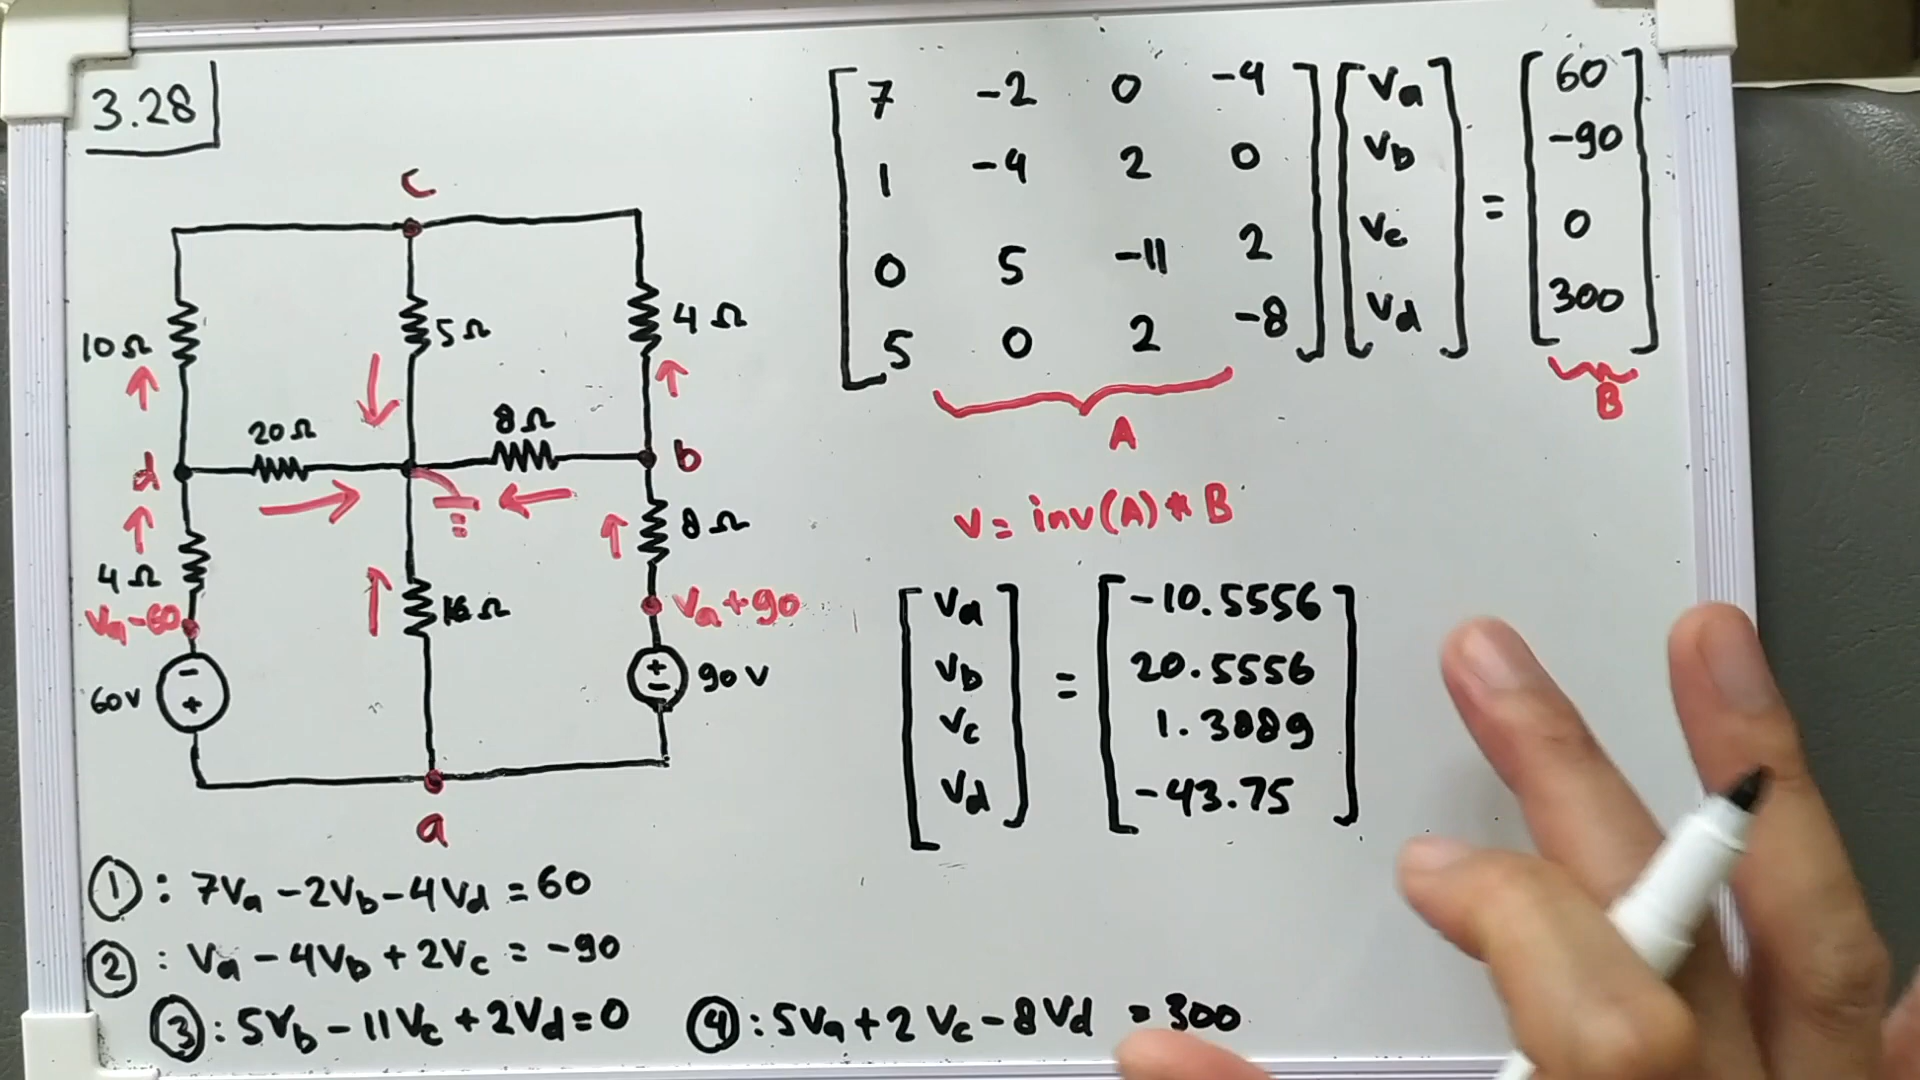 3.28
c
10Ω
5Ω
4Ω
20Ω
8Ω
d
b
4Ω
8Ω
Va-60
16Ω
Va+90
60V
- +
+ -
90V
a
7 -2 0 -4
1 -4 2 0
0 5 -11 2
5 0 2 -8
Va
Vb
Vc
Vd
=
60
-90
0
300
A
B
V = inv(A) * B
Va
Vb
Vc
Vd
=
-10.5556
20.5556
1.3889
-43.75
①: 7Va - 2Vb - 4Vd = 60
②: Va - 4Vb + 2Vc = -90
③: 5Vb - 11Vc + 2Vd = 0
④: 5Va + 2Vc - 8Vd = 300